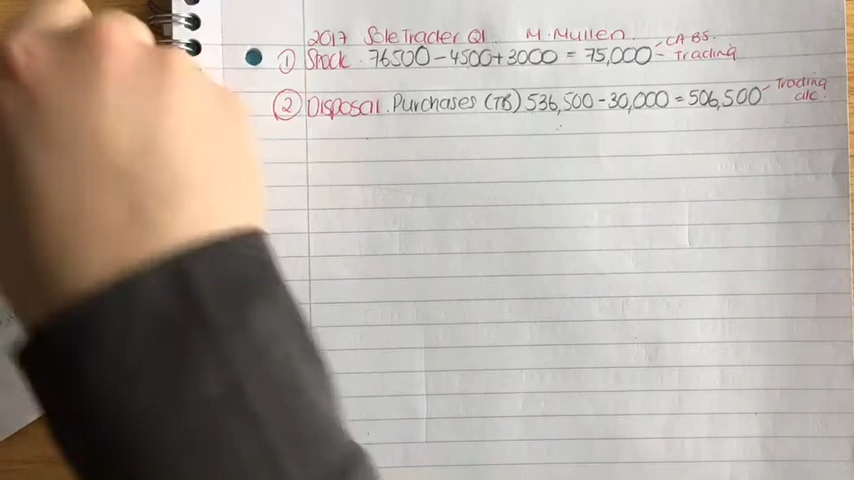 2017 Sole Trader Q1 M. Mullen.
① Stock. 76500 - 4500 + 3000 = 75,000 - CA BS. Trading
② Disposal. Purchases (TB) 536,500 - 30,000 = 506,500 - Trading a/c.